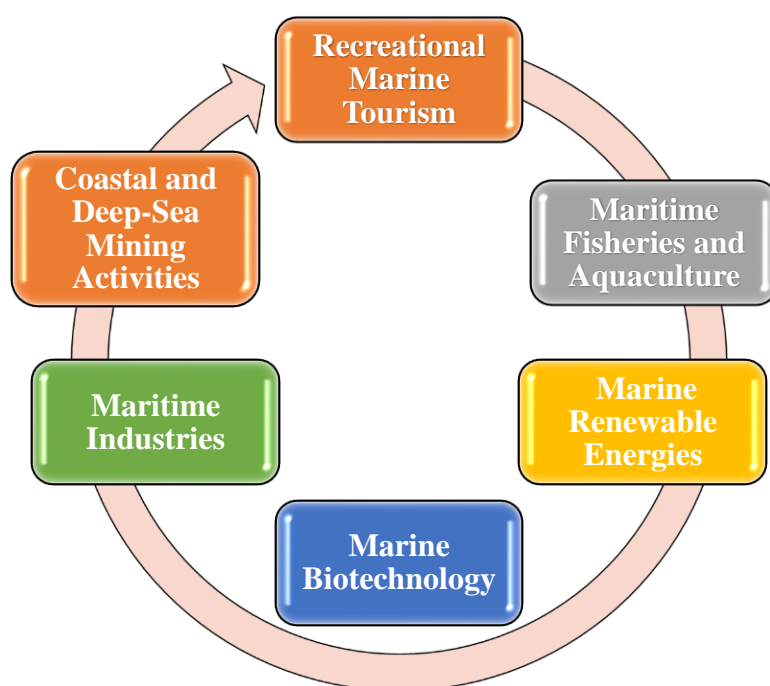 Recreational
Marine
Tourism
Maritime
Fisheries and
Aquaculture
Marine
Renewable
Energies
Marine
Biotechnology
Maritime
Industries
Coastal and
Deep-Sea
Mining
Activities